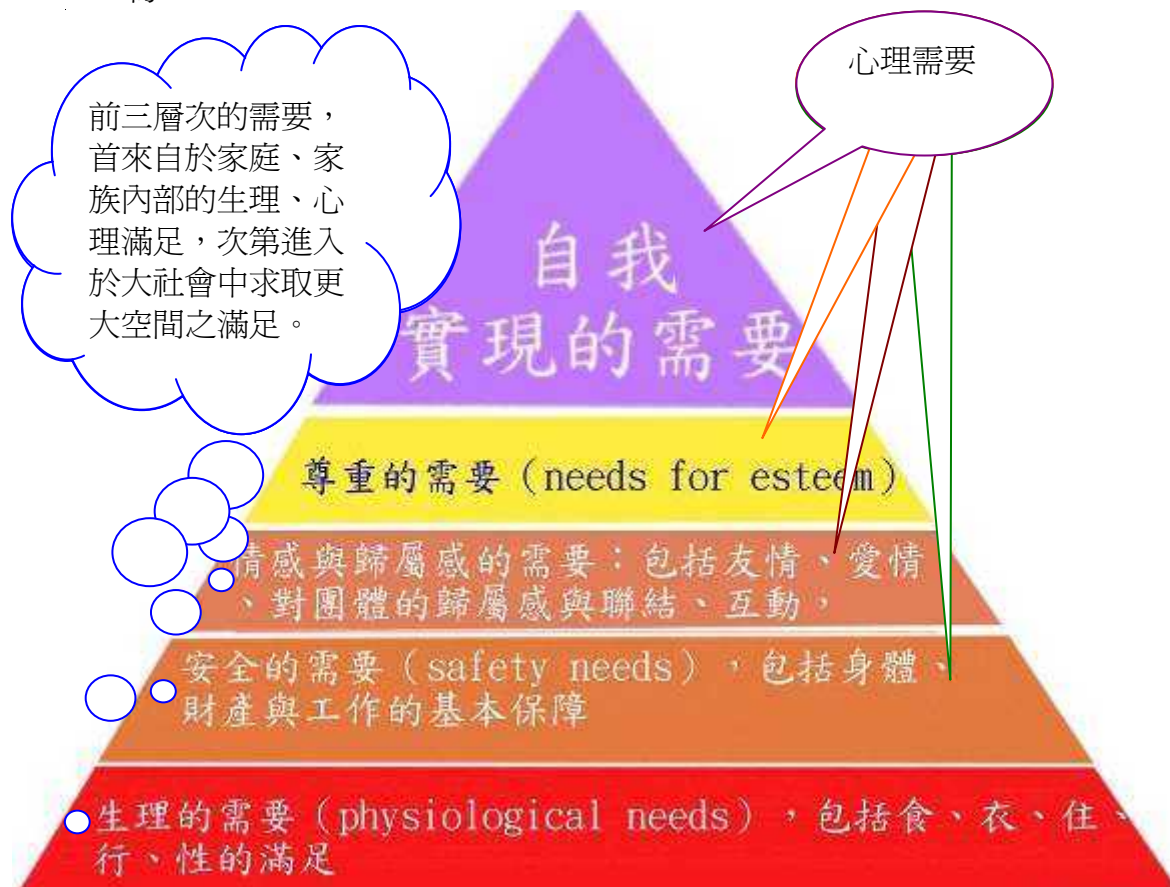 心理需要
前三層次的需要，
首來自於家庭、家
族內部的生理、心
理滿足，次第進入
於大社會中求取更
大空間之滿足。
自我
實現的需要
尊重的需要（needs for esteem）
情感與歸屬感的需要：包括友情、愛情
、對團體的歸屬感與聯結、互動，
安全的需要（safety needs），包括身體、
財產與工作的基本保障
生理的需要（physiological needs），包括食、衣、住、
行、性的滿足